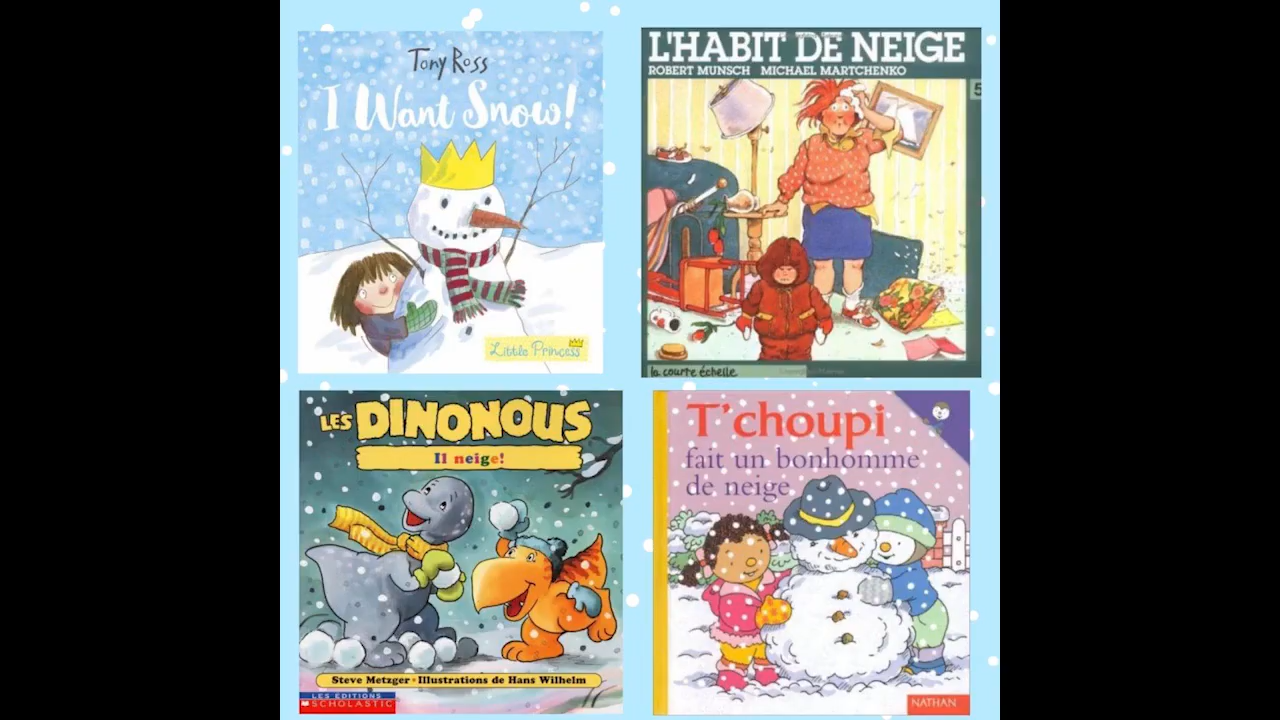 Tony Ross
I Want Snow!
Little Princess
L'HABIT DE NEIGE
ROBERT MUNSCH MICHAEL MARTCHENKO
5
la courte échelle
LES DINONOUS
Il neige!
Steve Metzger • Illustrations de Hans Wilhelm
LES ÉDITIONS
SCHOLASTIC
T'choupi
fait un bonhomme
de neige
NATHAN